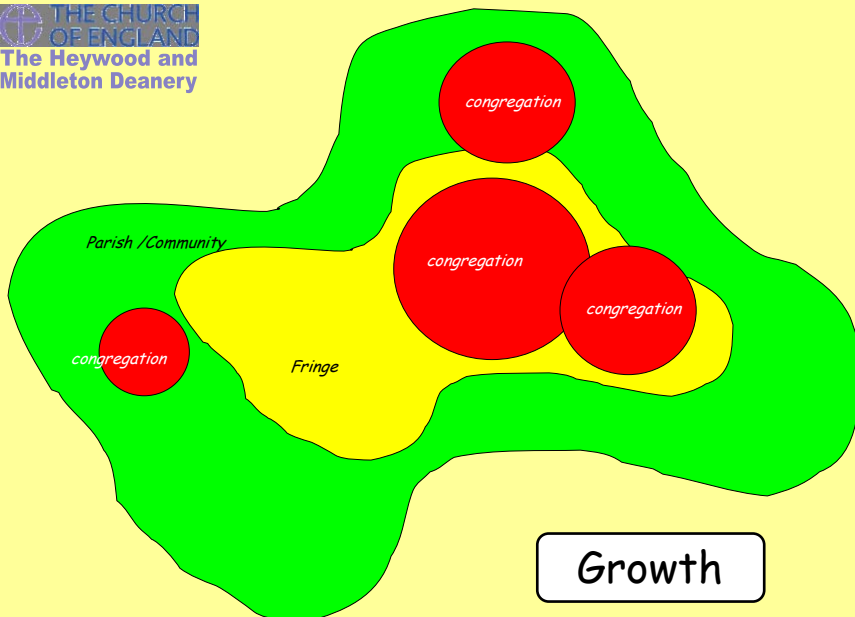 THE CHURCH
OF ENGLAND
The Heywood and
Middleton Deanery
congregation
Parish /Community
congregation
congregation
congregation
Fringe
Growth